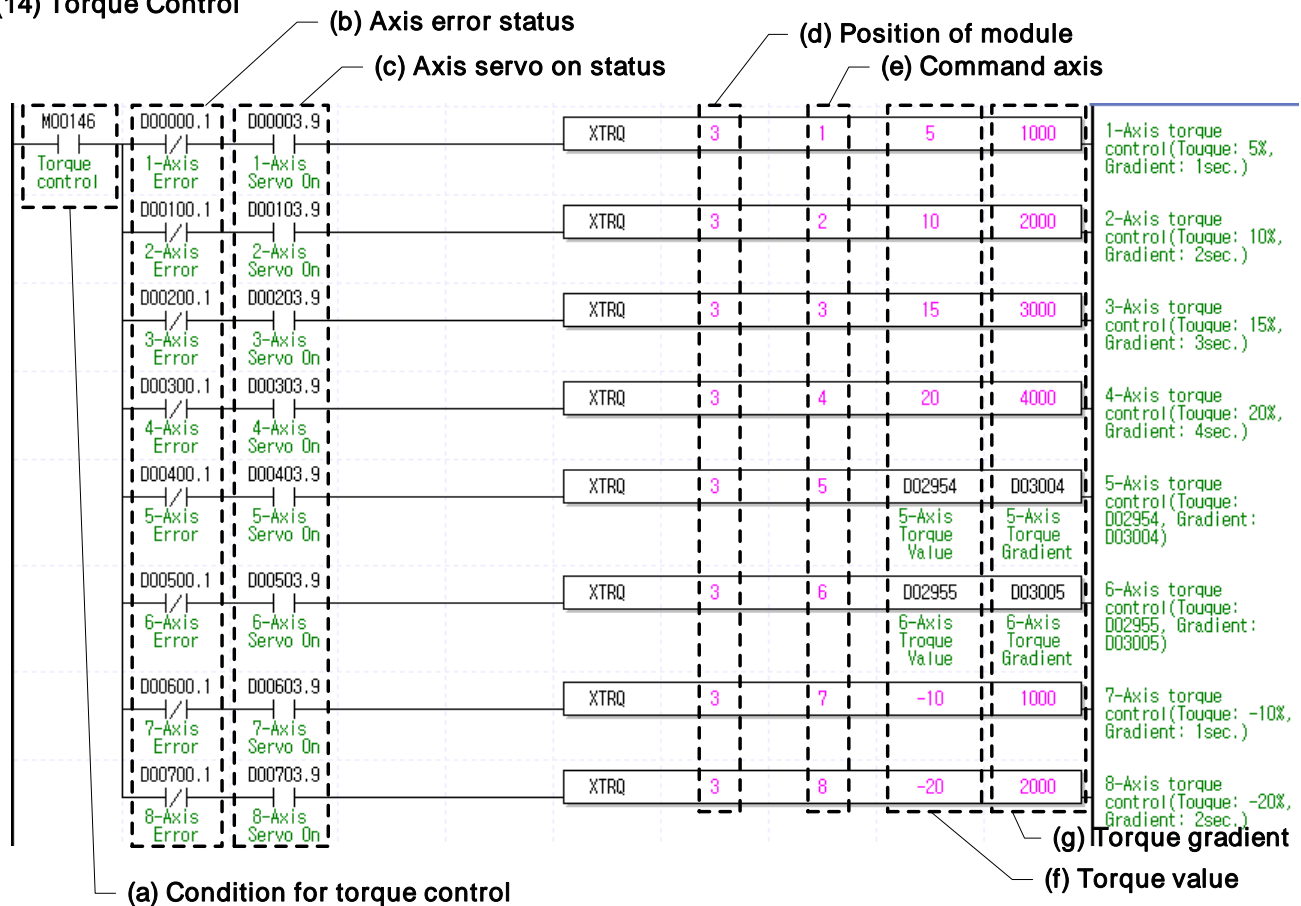 (14) Torque Control
(b) Axis error status
(c) Axis servo on status
(d) Position of module
(e) Command axis
M00146
Torque
control
D00000.1
1-Axis
Error
D00003.9
1-Axis
Servo On
XTRQ 3 1 5 1000
1-Axis torque
control(Touque: 5%,
Gradient: 1sec.)
D00100.1
2-Axis
Error
D00103.9
2-Axis
Servo On
XTRQ 3 2 10 2000
2-Axis torque
control(Touque: 10%,
Gradient: 2sec.)
D00200.1
3-Axis
Error
D00203.9
3-Axis
Servo On
XTRQ 3 3 15 3000
3-Axis torque
control(Touque: 15%,
Gradient: 3sec.)
D00300.1
4-Axis
Error
D00303.9
4-Axis
Servo On
XTRQ 3 4 20 4000
4-Axis torque
control(Touque: 20%,
Gradient: 4sec.)
D00400.1
5-Axis
Error
D00403.9
5-Axis
Servo On
XTRQ 3 5 D02954 D03004
5-Axis
Torque
Value
5-Axis
Torque
Gradient
5-Axis torque
control(Touque:
D02954, Gradient:
D03004)
D00500.1
6-Axis
Error
D00503.9
6-Axis
Servo On
XTRQ 3 6 D02955 D03005
6-Axis
Troque
Value
6-Axis
Torque
Gradient
6-Axis torque
control(Touque:
D02955, Gradient:
D03005)
D00600.1
7-Axis
Error
D00603.9
7-Axis
Servo On
XTRQ 3 7 -10 1000
7-Axis torque
control(Touque: -10%,
Gradient: 1sec.)
D00700.1
8-Axis
Error
D00703.9
8-Axis
Servo On
XTRQ 3 8 -20 2000
8-Axis torque
control(Touque: -20%,
Gradient: 2sec.)
(g) Torque gradient
(f) Torque value
(a) Condition for torque control